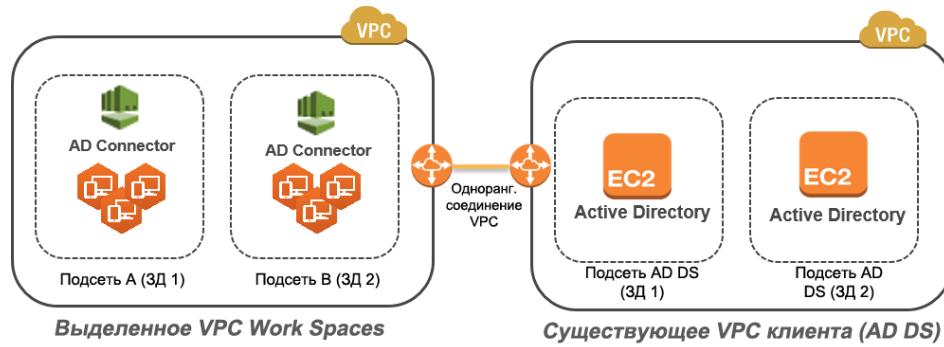 VPC
VPC
AD Connector
AD Connector
EC2
EC2
Active Directory
Active Directory
Одноранг.
соединение
VPC
Подсеть A (ЗД 1)
Подсеть B (ЗД 2)
Подсеть AD DS
(ЗД 1)
Подсеть AD
DS (ЗД 2)
Выделенное VPC Work Spaces
Существующее VPC клиента (AD DS)